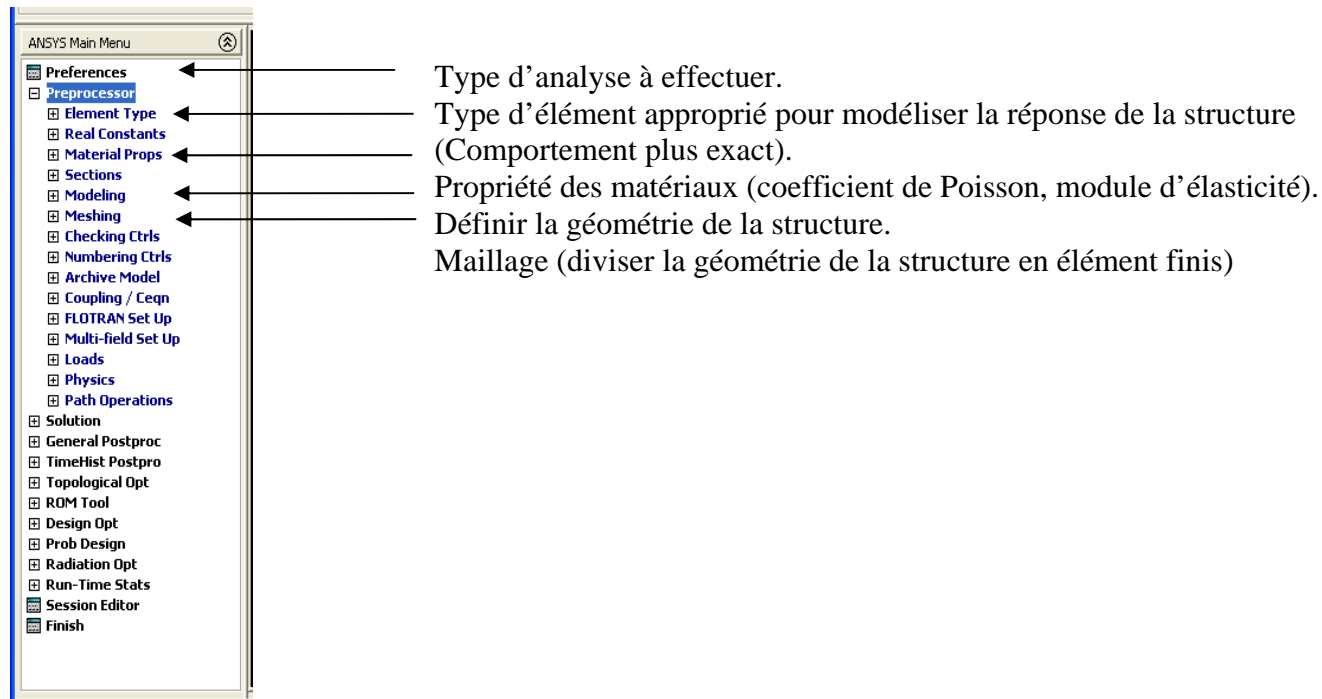 ANSYS Main Menu
Preferences
Preprocessor
Element Type
Real Constants
Material Props
Sections
Modeling
Meshing
Checking Ctrls
Numbering Ctrls
Archive Model
Coupling / Ceqn
FLOTRAN Set Up
Multi-field Set Up
Loads
Physics
Path Operations
Solution
General Postproc
TimeHist Postpro
Topological Opt
ROM Tool
Design Opt
Prob Design
Radiation Opt
Run-Time Stats
Session Editor
Finish
Type d’analyse à effectuer.
Type d’élément approprié pour modéliser la réponse de la structure
(Comportement plus exact).
Propriété des matériaux (coefficient de Poisson, module d’élasticité).
Définir la géométrie de la structure.
Maillage (diviser la géométrie de la structure en élément finis)